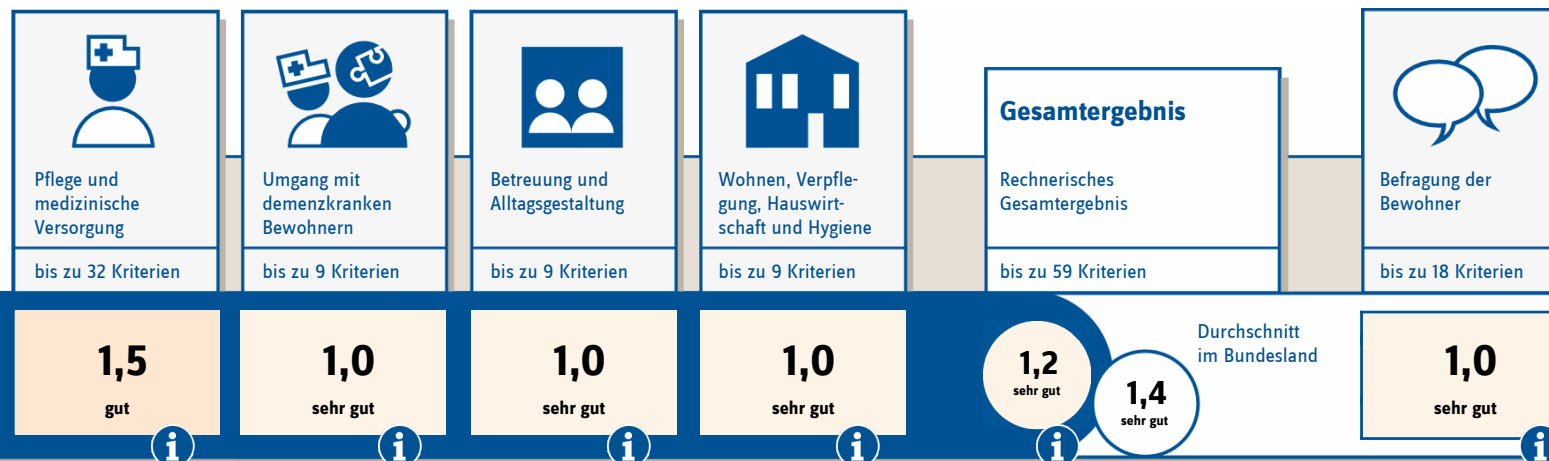 Pflege und
medizinische
Versorgung
bis zu 32 Kriterien
1,5
gut
i
Umgang mit
demenzkranken
Bewohnern
bis zu 9 Kriterien
1,0
sehr gut
i
Betreuung und
Alltagsgestaltung
bis zu 9 Kriterien
1,0
sehr gut
i
Wohnen, Verpfle-
gung, Hauswirt-
schaft und Hygiene
bis zu 9 Kriterien
1,0
sehr gut
i
Gesamtergebnis
Rechnerisches
Gesamtergebnis
bis zu 59 Kriterien
1,2
sehr gut
i
Durchschnitt
im Bundesland
1,4
sehr gut
Befragung der
Bewohner
bis zu 18 Kriterien
1,0
sehr gut
i